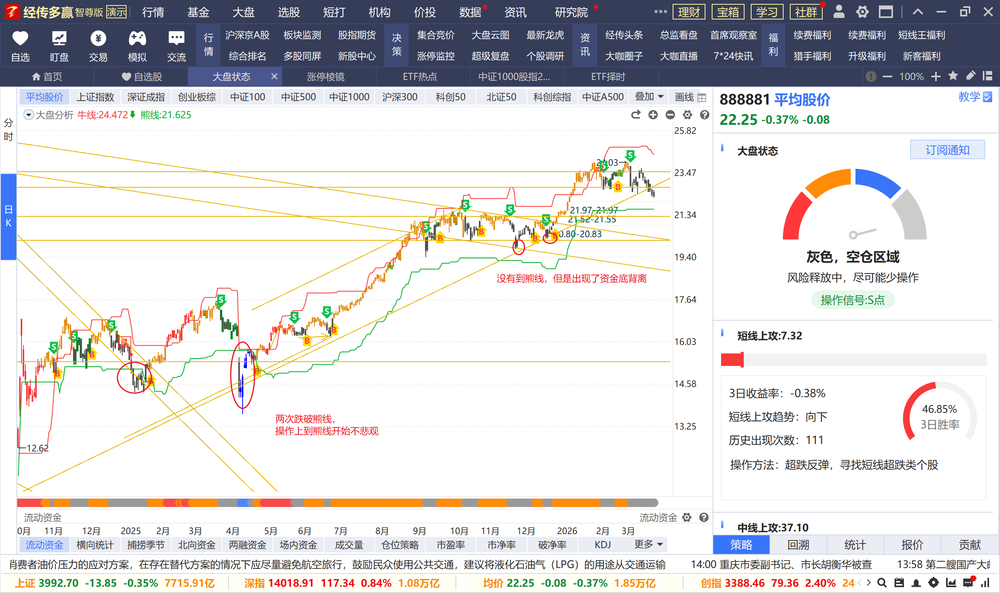 经传多赢 智尊版 演示 行情 基金 大盘 选股 短打 机构 价投 数据 资讯 研究院 理财 宝箱 学习 社群
自选 盯盘 交易 模拟 交流
行情 沪深京A股 板块监测 股指期货 决策 集合竞价 大盘云图 最新龙虎 资讯 经传头条 总监看盘 首席观察室 福利 续费福利 续费福利 短线王福利
综合排名 多股同屏 新股中心 涨停监控 超级复盘 个股调研 大咖圈子 大咖直播 7*24快讯 猎手福利 升级福利 新客福利
首页 自选股 大盘状态 涨停棱镜 ETF热点 中证1000股指2... ETF择时 100%
平均股价 上证指数 深证成指 创业板综 中证100 中证500 中证1000 沪深300 科创50 北证50 科创综指 中证A500 叠加 画线
分时
日K
大盘分析 牛线:24.472 熊线:21.625
25.82
23.47
21.34
19.40
17.64
16.03
14.58
13.25
21.97-21.97
21.52-21.55
0.80-20.83
12.62
没有到熊线，但是出现了资金底背离
两次跌破熊线，
操作上到熊线开始不悲观
流动资金 流动资金
0月 11月 12月 2025 2月 3月 4月 5月 6月 7月 8月 9月 10月 11月 12月 2026 2月 3月
流动资金 横向统计 捕捞季节 北向资金 两融资金 场内资金 成交量 仓位策略 市盈率 市净率 破净率 KDJ 更多
888881 平均股价 教学
22.25 -0.37% -0.08
大盘状态 订阅通知
灰色，空仓区域
风险释放中，尽可能少操作
操作信号:S点
短线上攻:7.32
3日收益率：-0.38%
短线上攻趋势：向下
历史出现次数：111
操作方法：超跌反弹，寻找短线超跌类个股
46.85%
3日胜率
中线上攻:37.10
策略 回溯 统计 报价 贡献
消费者油价压力的应对方案，在存在替代方案的情况下应尽量避免航空旅行，鼓励民众使用公共交通，建议将液化石油气（LPG）的用途从交通运输 14:00 重庆市委副书记、市长胡衡华被查 13:58 第二艘国产大
上证 3992.70 -13.85 -0.35% 7715.91亿 深指 14018.91 117.34 0.84% 1.08万亿 均价 22.25 -0.08 -0.37% 1.85万亿 创指 3388.46 79.36 2.40% 24